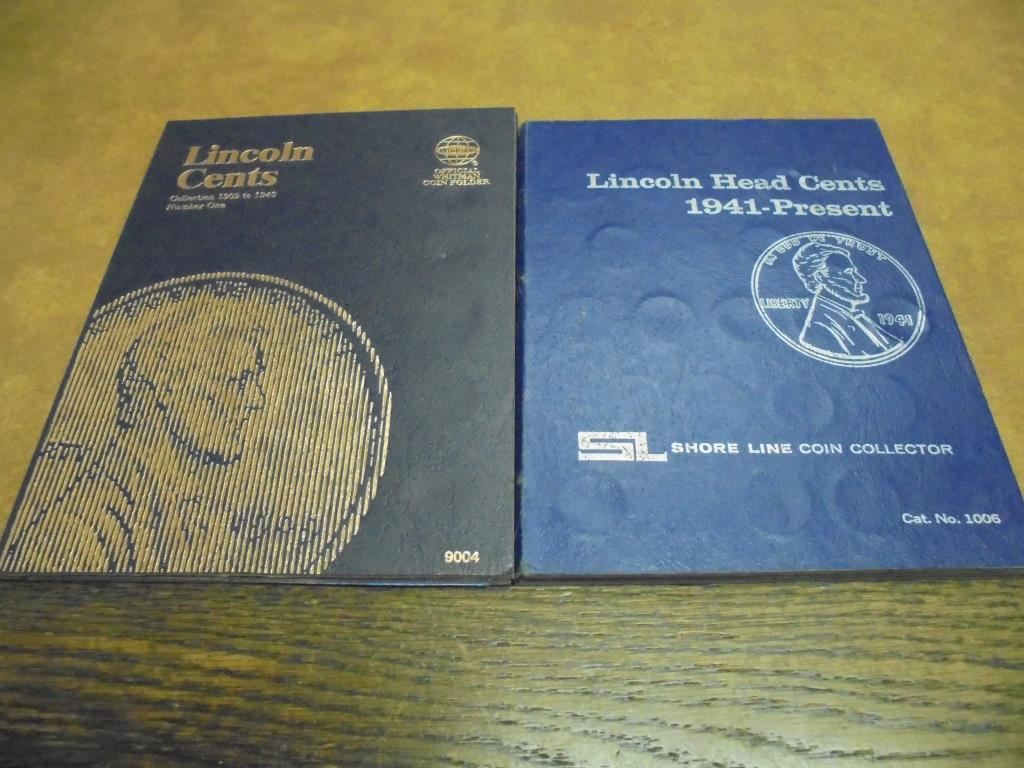 Lincoln
Cents
Collection 1909 to 1940
Number One
WHITMAN
®
OFFICIAL
WHITMAN
COIN FOLDER
9004
Lincoln Head Cents
1941-Present
IN GOD WE TRUST
LIBERTY
1941
SL SHORE LINE COIN COLLECTOR
Cat. No. 1006